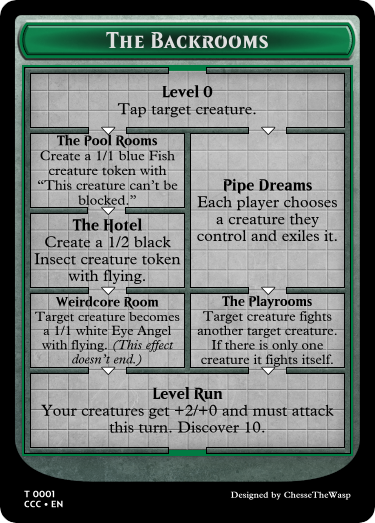 The Backrooms
Level 0
Tap target creature.
The Pool Rooms
Create a 1/1 blue Fish
creature token with
“This creature can't be
blocked.”
Pipe Dreams
Each player chooses
a creature they
control and exiles it.
The Hotel
Create a 1/2 black
Insect creature token
with flying.
Weirdcore Room
Target creature becomes
a 1/1 white Eye Angel
with flying. (This effect
doesn't end.)
The Playrooms
Target creature fights
another target creature.
If there is only one
creature it fights itself.
Level Run
Your creatures get +2/+0 and must attack
this turn. Discover 10.
T 0001
CCC • EN
Designed by ChesseTheWasp